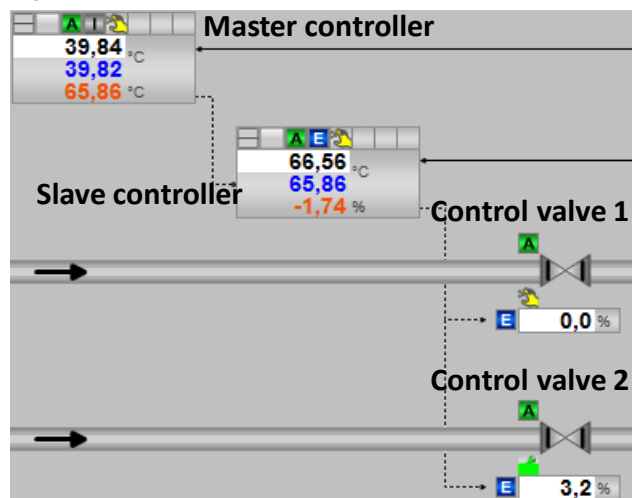 A I
Master controller
39,84 °C
39,82
65,86 °C
A E
66,56 °C
65,86
-1,74 %
Slave controller
Control valve 1
A
E 0,0 %
Control valve 2
A
E 3,2 %